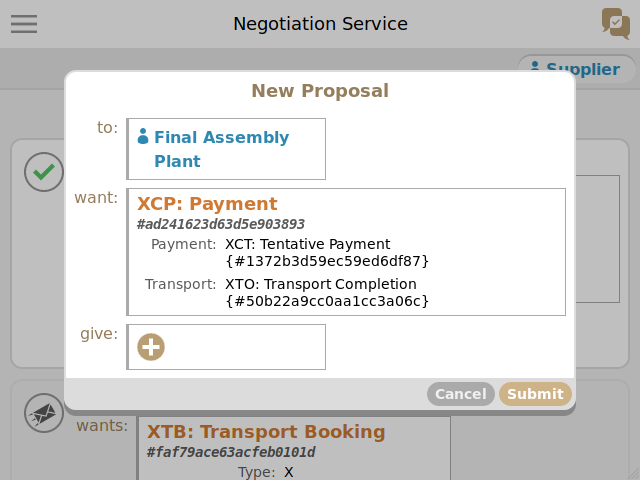 Negotiation Service
Supplier
New Proposal
to:
Final Assembly
Plant
want:
XCP: Payment
#ad241623d63d5e903893
Payment: XCT: Tentative Payment
{#1372b3d59ec59ed6df87}
Transport: XTO: Transport Completion
{#50b22a9cc0aa1cc3a06c}
give:
Cancel
Submit
wants:
XTB: Transport Booking
#faf79ace63acfeb0101d
Type: X